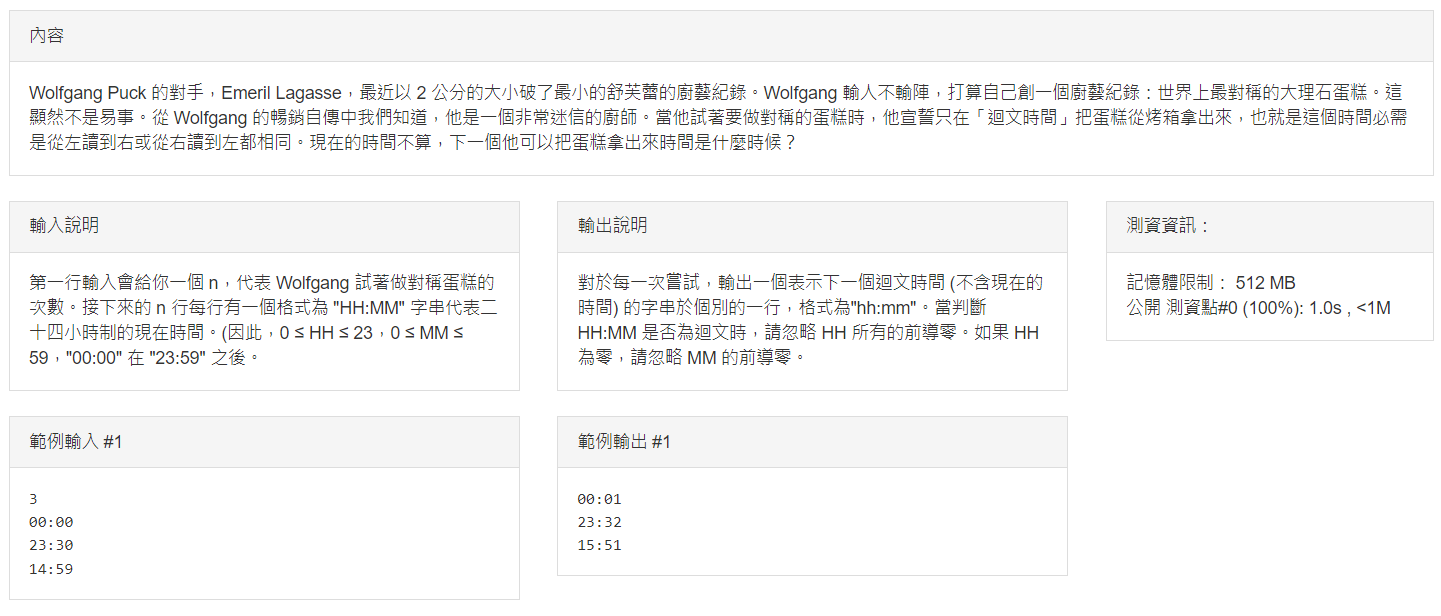 內容
Wolfgang Puck 的對手，Emeril Lagasse，最近以 2 公分的大小破了最小的舒芙蕾的廚藝紀錄。Wolfgang 輸人不輸陣，打算自己創一個廚藝紀錄：世界上最對稱的大理石蛋糕。這
顯然不是易事。從 Wolfgang 的暢銷自傳中我們知道，他是一個非常迷信的廚師。當他試著要做對稱的蛋糕時，他宣誓只在「迴文時間」把蛋糕從烤箱拿出來，也就是這個時間必需
是從左讀到右或從右讀到左都相同。現在的時間不算，下一個他可以把蛋糕拿出來時間是什麼時候？
輸入說明
第一行輸入會給你一個 n，代表 Wolfgang 試著做對稱蛋糕的
次數。接下來的 n 行每行有一個格式為 "HH:MM" 字串代表二
十四小時制的現在時間。(因此，0 ≤ HH ≤ 23，0 ≤ MM ≤
59，"00:00" 在 "23:59" 之後。
輸出說明
對於每一次嘗試，輸出一個表示下一個迴文時間 (不含現在的
時間) 的字串於個別的一行，格式為"hh:mm"。當判斷
HH:MM 是否為迴文時，請忽略 HH 所有的前導零。如果 HH
為零，請忽略 MM 的前導零。
測資資訊：
記憶體限制： 512 MB
公開 測資點#0 (100%): 1.0s , <1M
範例輸入 #1
3
00:00
23:30
14:59
範例輸出 #1
00:01
23:32
15:51